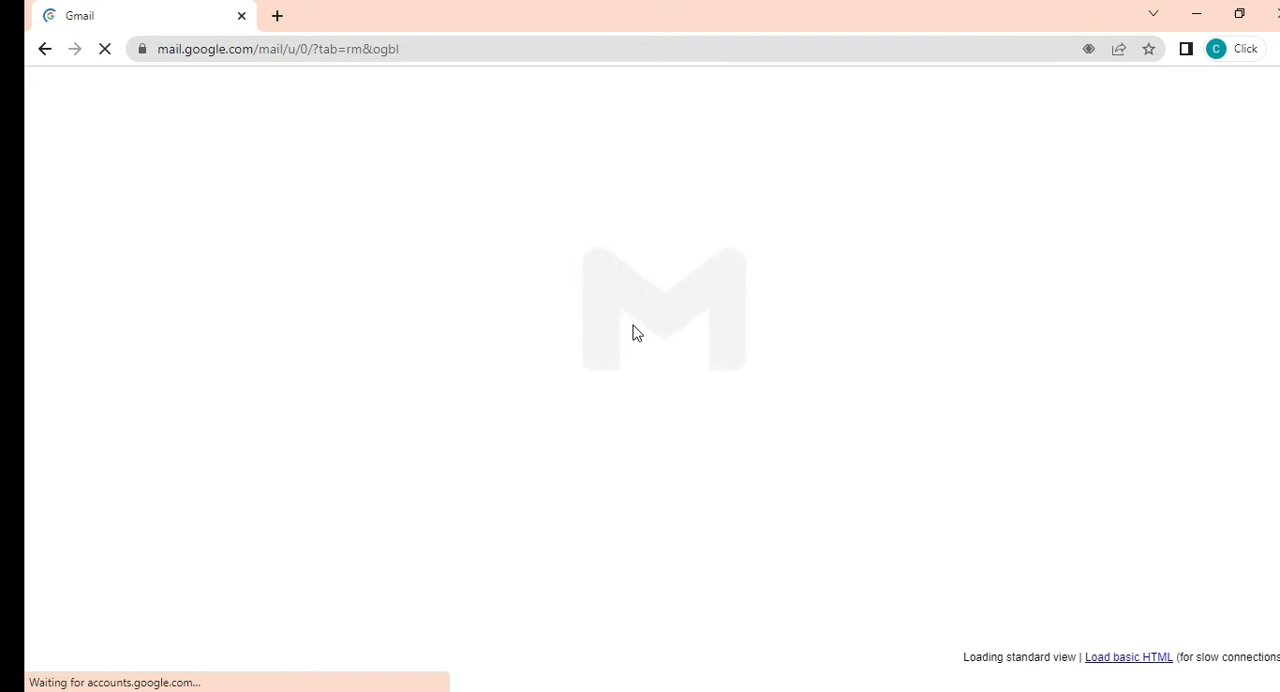 Gmail
mail.google.com/mail/u/0/?tab=rm&ogbl
C Click
Loading standard view | Load basic HTML (for slow connections
Waiting for accounts.google.com...